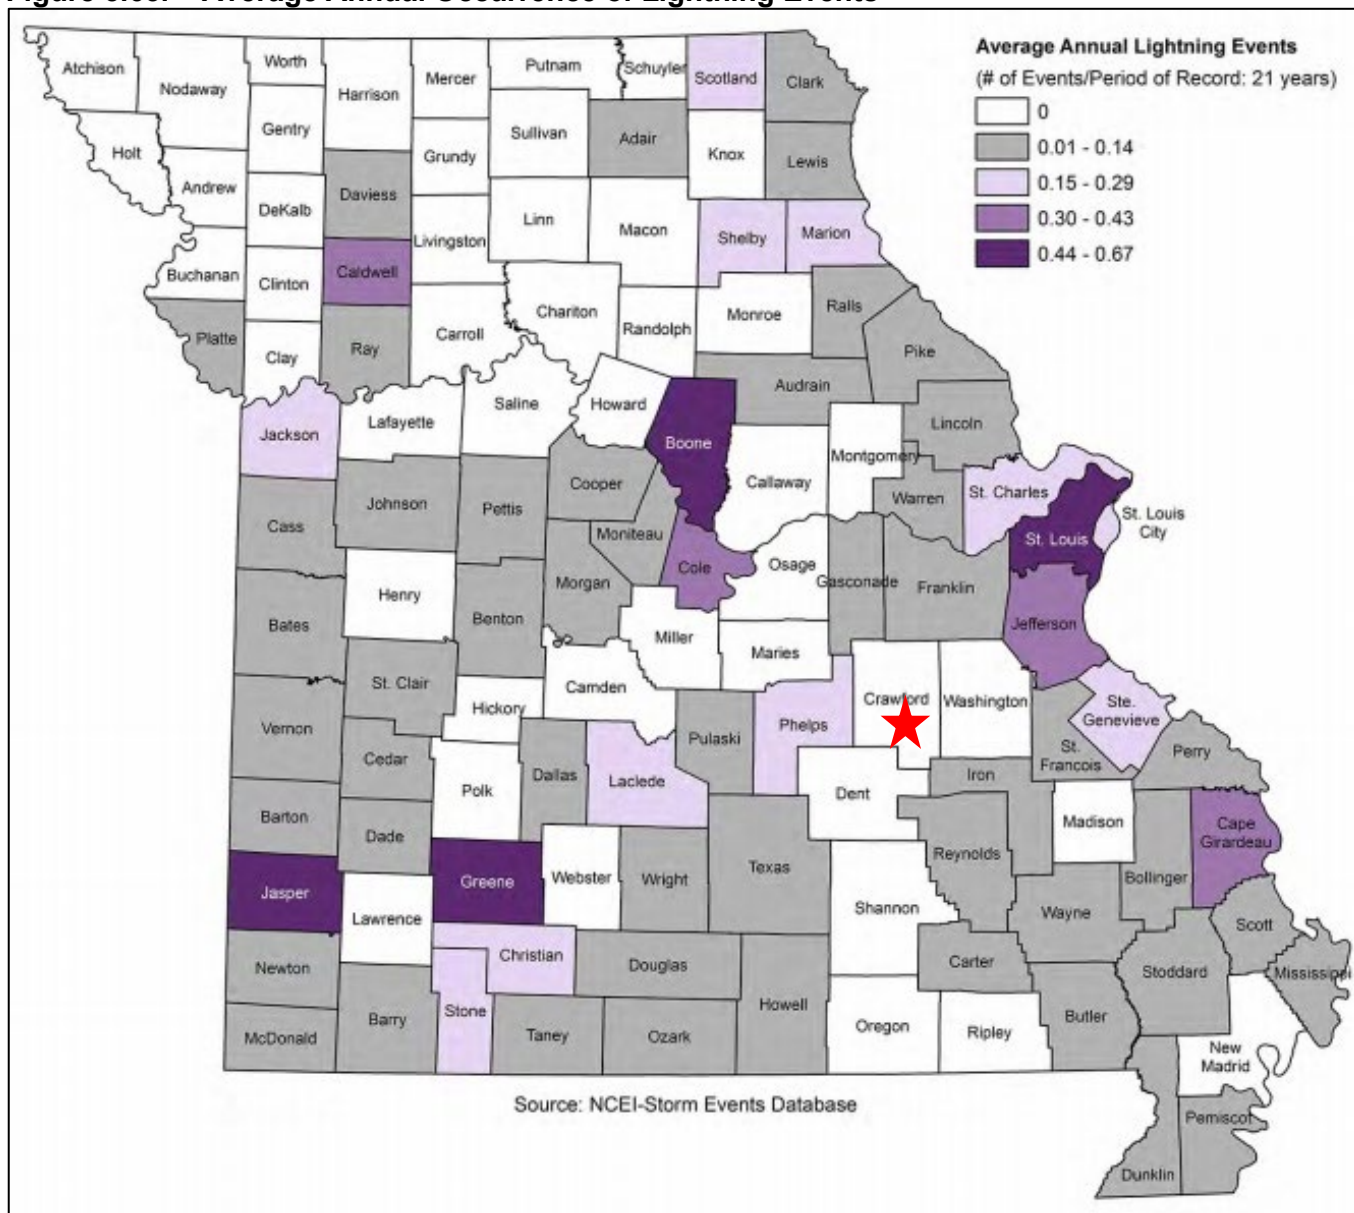 Figure Average Annual Occurrence of Lightning Events
Average Annual Lightning Events
(# of Events/Period of Record: 21 years)
0
0.01 - 0.14
0.15 - 0.29
0.30 - 0.43
0.44 - 0.67
Atchison
Nodaway
Worth
Harrison
Mercer
Putnam
Schuyler
Scotland
Clark
Holt
Gentry
Grundy
Sullivan
Adair
Knox
Lewis
Andrew
DeKalb
Daviess
Livingston
Linn
Macon
Shelby
Marion
Buchanan
Clinton
Caldwell
Chariton
Randolph
Monroe
Ralls
Pike
Platte
Clay
Ray
Carroll
Audrain
Jackson
Lafayette
Saline
Howard
Boone
Callaway
Montgomery
Lincoln
Warren
St. Charles
St. Louis
City
St. Louis
Cass
Johnson
Pettis
Cooper
Moniteau
Cole
Osage
Gasconade
Franklin
Jefferson
Bates
Henry
Benton
Morgan
Miller
Maries
Vernon
St. Clair
Hickory
Camden
Pulaski
Phelps
Crawford
Washington
Ste.
Genevieve
St.
Francois
Perry
Cedar
Polk
Dallas
Laclede
Dent
Iron
Madison
Cape
Girardeau
Barton
Dade
Jasper
Greene
Webster
Wright
Texas
Reynolds
Bollinger
Lawrence
Shannon
Wayne
Scott
Newton
Christian
Douglas
Howell
Carter
Stoddard
Mississippi
McDonald
Barry
Stone
Taney
Ozark
Oregon
Ripley
Butler
New
Madrid
Pemiscot
Dunklin
Source: NCEI-Storm Events Database